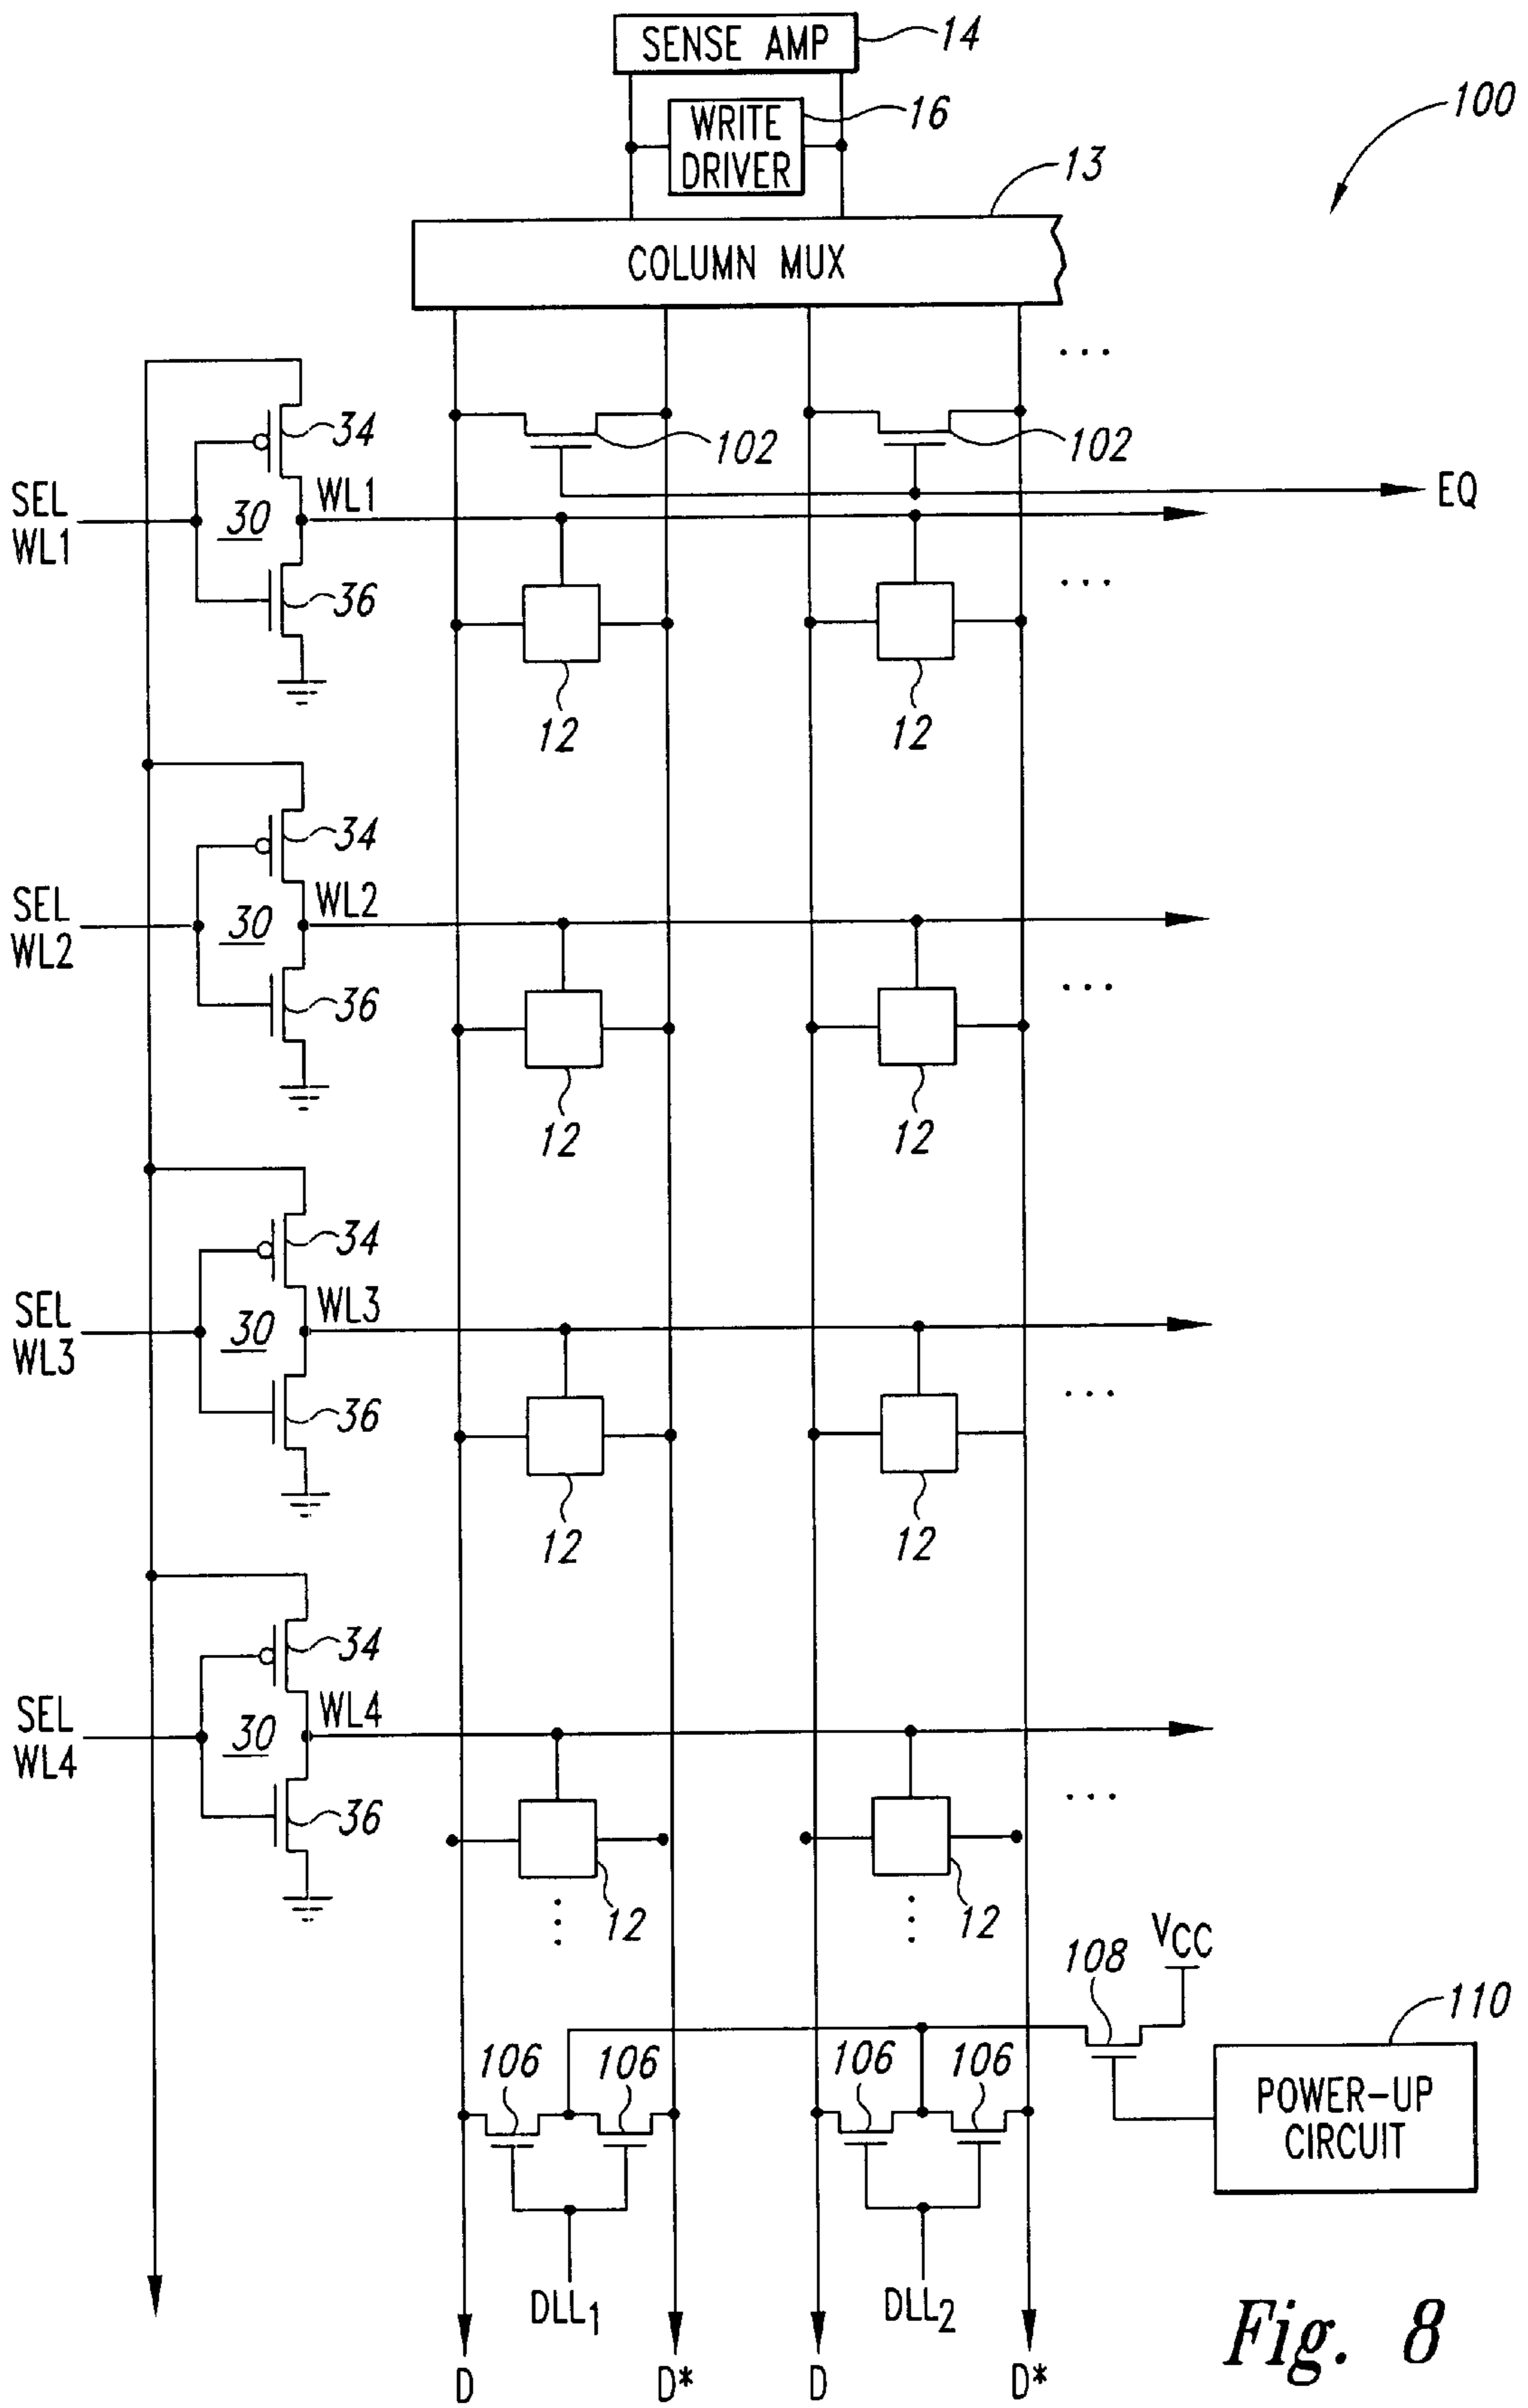 SENSE AMP
14
WRITE
DRIVER
16
100
13
COLUMN MUX
...
34
102
102
SEL
WL1
30
WL1
EQ
36
...
12
12
34
SEL
WL2
30
WL2
36
...
12
12
34
SEL
WL3
30
WL3
36
...
12
12
34
SEL
WL4
30
WL4
36
...
12
12
108
VCC
110
106
106
106
106
POWER-UP
CIRCUIT
DLL1
DLL2
D
D*
D
D*
Fig. 8